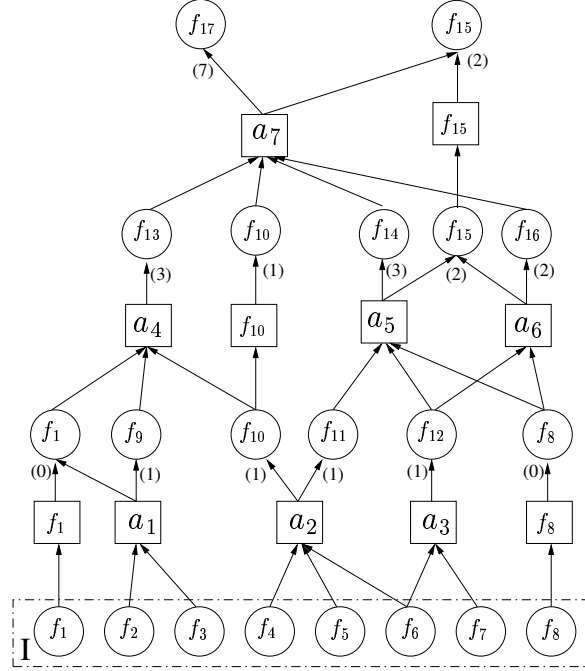 f17 f15
(7) (2)
a7 f15
f13 f10 f14 f15 f16
(3) (1) (3) (2) (2)
a4 f10 a5 a6
f1 f9 f10 f11 f12 f8
(0) (1) (1) (1) (1) (0)
f1 a1 a2 a3 f8
f1 f2 f3 f4 f5 f6 f7 f8
I